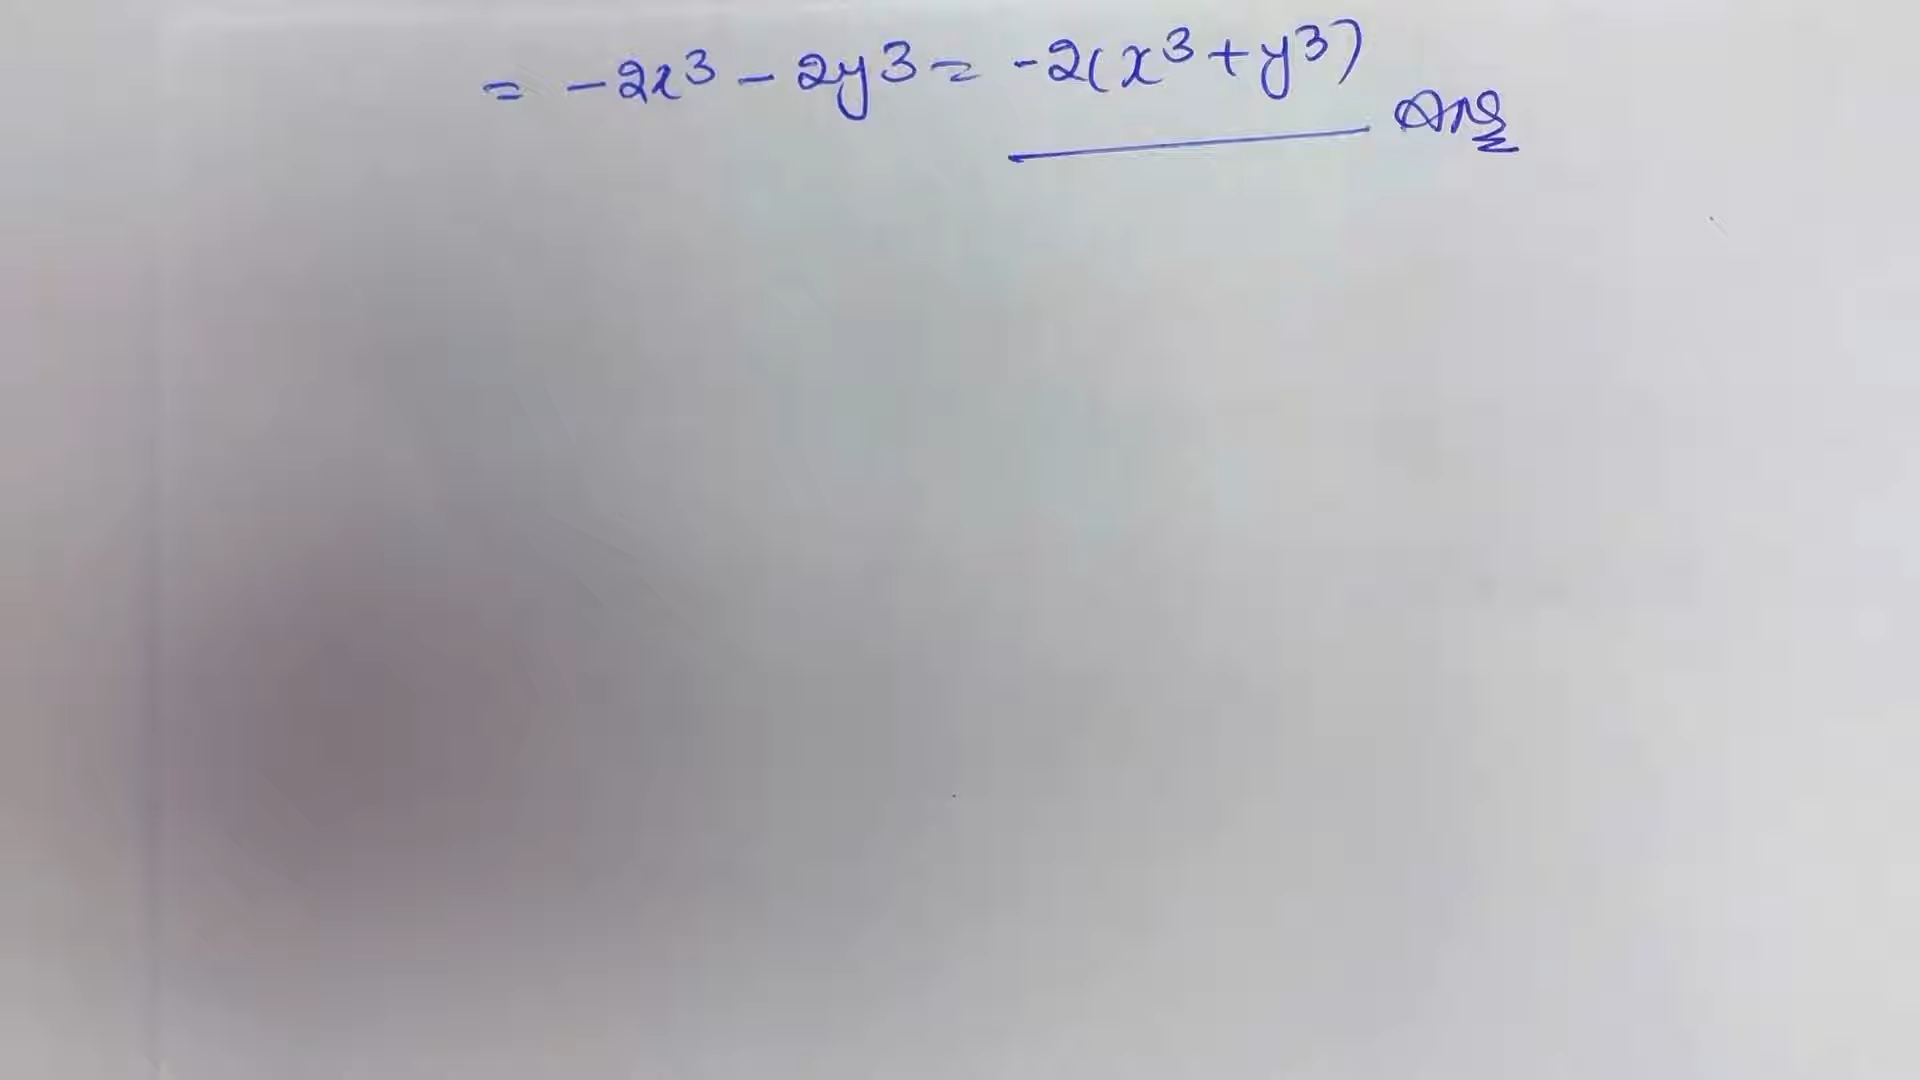 = -2x³ - 2y³ = -2(x³ + y³) Ans